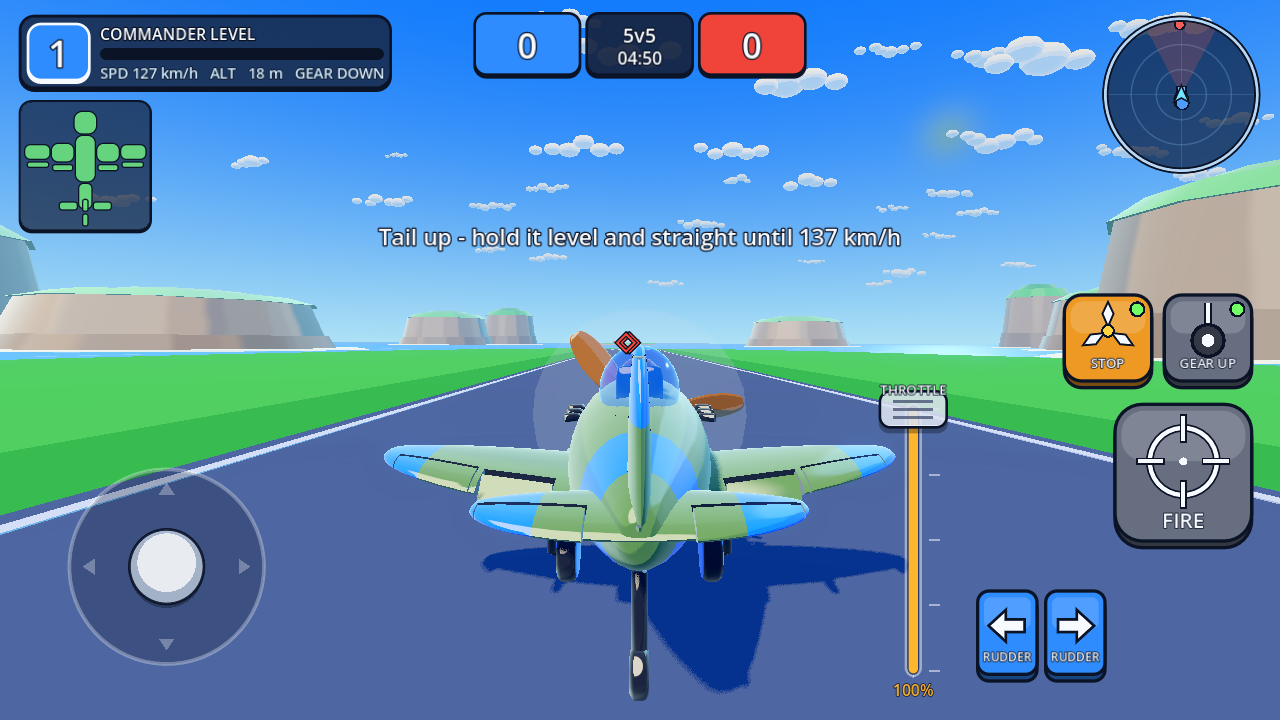 1
COMMANDER LEVEL
SPD 127 km/h ALT 18 m GEAR DOWN
0
5v5
04:50
0
Tail up - hold it level and straight until 137 km/h
STOP
GEAR UP
THROTTLE
FIRE
RUDDER
RUDDER
100%